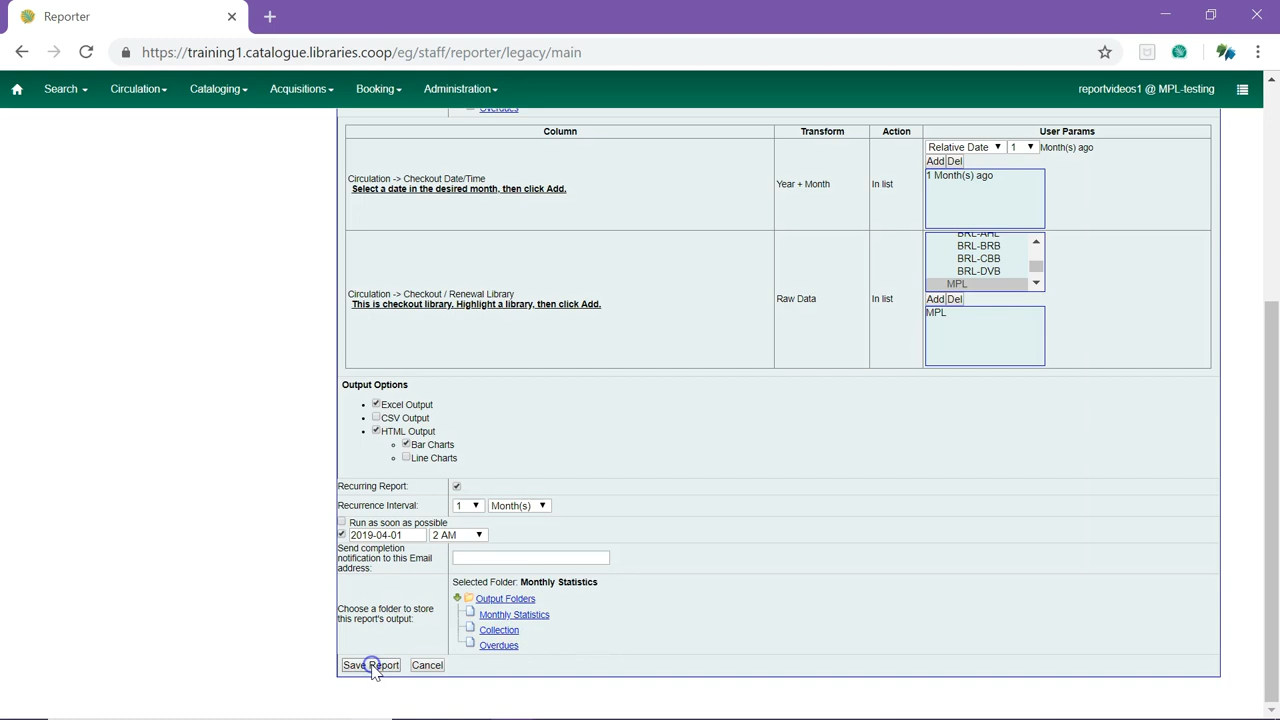 Reporter
https://training1.catalogue.libraries.coop/eg/staff/reporter/legacy/main
Search Circulation Cataloging Acquisitions Booking Administration reportvideos1 @ MPL-testing
Overdues
Column Transform Action User Params
Relative Date 1 Month(s) ago
Add Del
1 Month(s) ago
Circulation -> Checkout Date/Time
Select a date in the desired month, then click Add.
Year + Month In list
BRL-AHL
BRL-BRB
BRL-CBB
BRL-DVB
MPL
Circulation -> Checkout / Renewal Library
This is checkout library. Highlight a library, then click Add.
Raw Data In list
Add Del
MPL
Output Options
Excel Output
CSV Output
HTML Output
Bar Charts
Line Charts
Recurring Report:
Recurrence Interval: 1 Month(s)
Run as soon as possible
2019-04-01 2 AM
Send completion
notification to this Email
address:
Selected Folder: Monthly Statistics
Choose a folder to store
this report's output:
Output Folders
Monthly Statistics
Collection
Overdues
Save Report Cancel